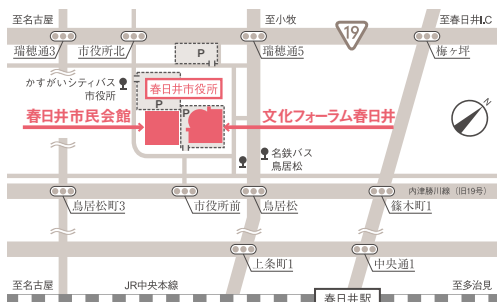 至名古屋
至小牧
至春日井I.C
19
瑞穂通3
市役所北
瑞穂通5
梅ヶ坪
P
かすがいシティバス
市役所
春日井市役所
P
P
N
春日井市民会館
文化フォーラム春日井
名鉄バス
鳥居松
内津勝川線（旧19号）
鳥居松町3
市役所前
鳥居松
篠木町1
上条町1
中央通1
至名古屋
JR中央本線
至多治見
春日井駅